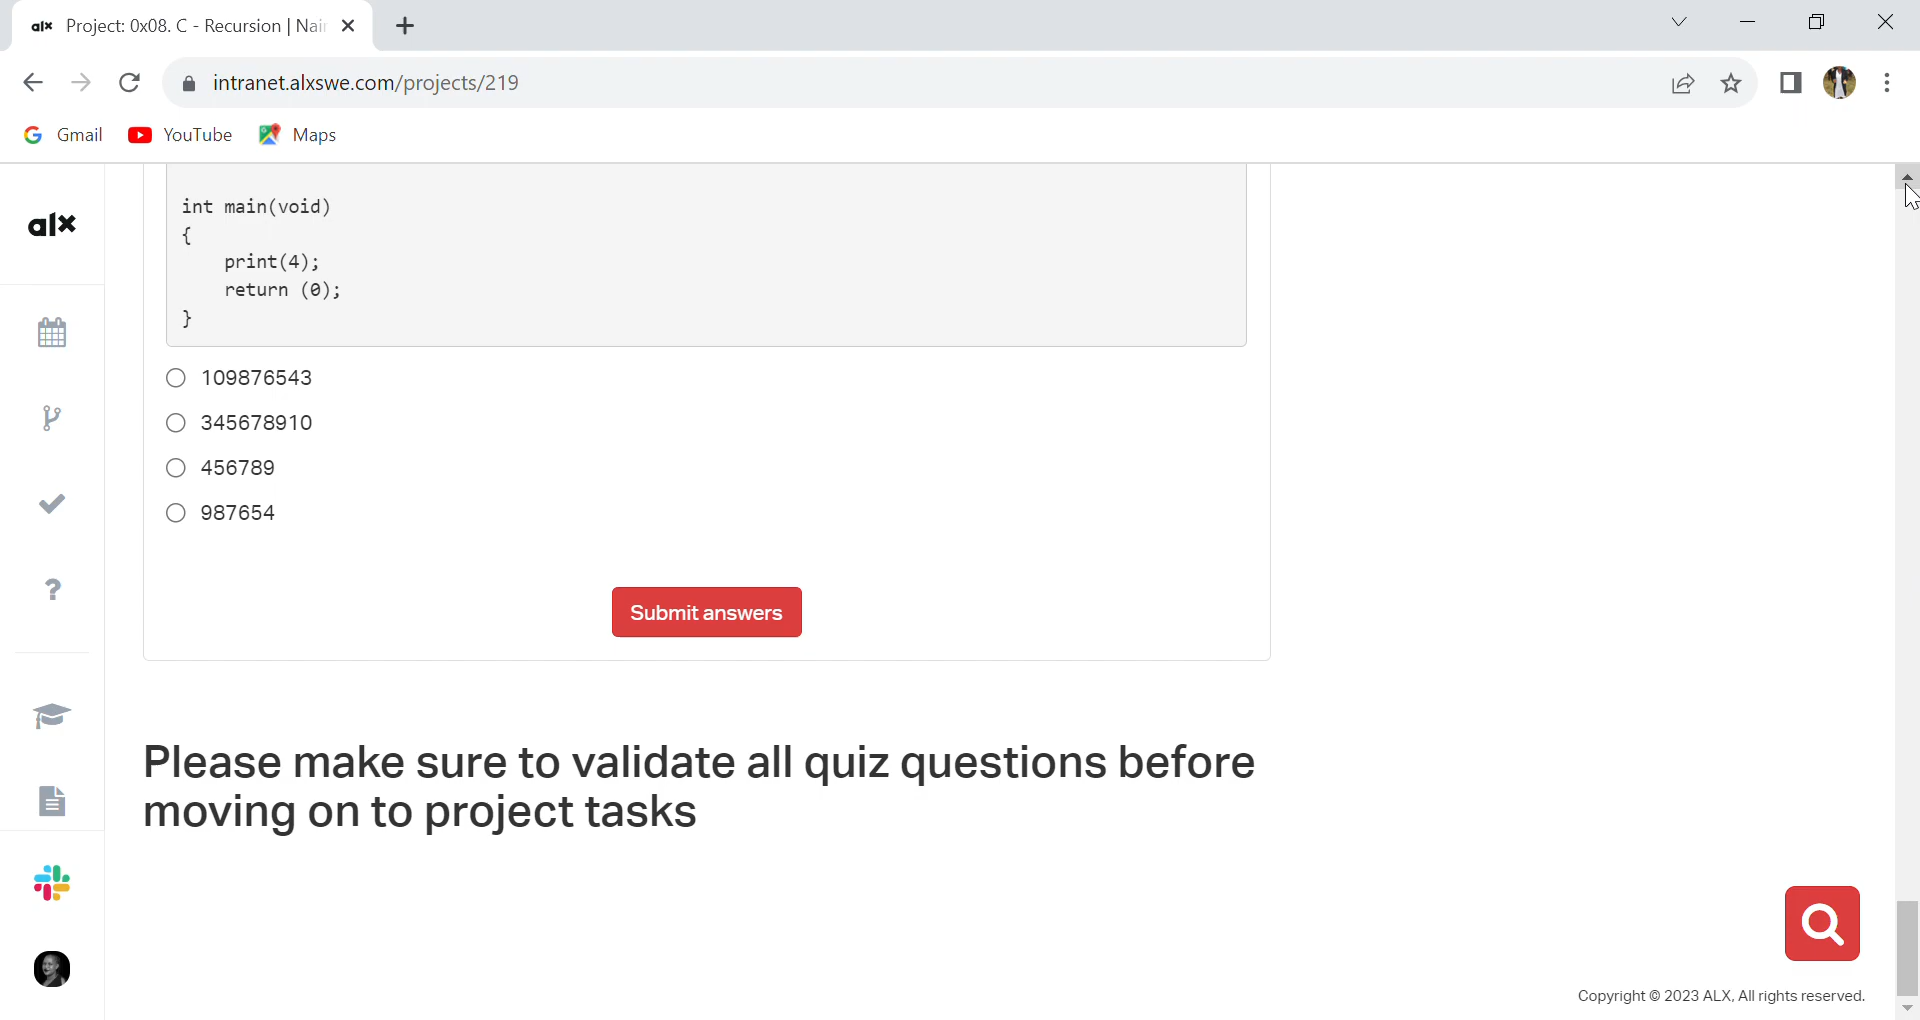 alx Project: 0x08. C - Recursion | Nai
intranet.alxswe.com/projects/219
Gmail YouTube Maps
alx
int main(void)
{
print(4);
return (0);
}
109876543
345678910
456789
987654
Submit answers
Please make sure to validate all quiz questions before
moving on to project tasks
Copyright © 2023 ALX, All rights reserved.